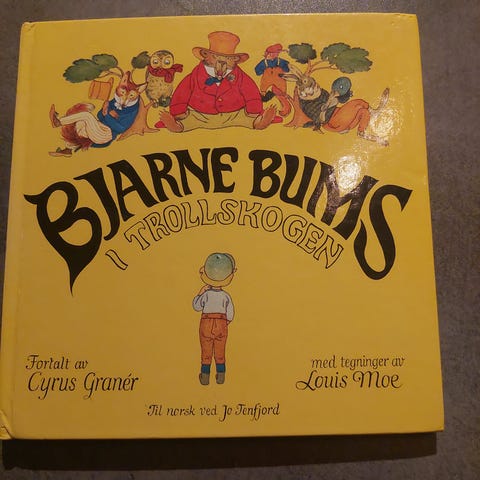 BJARNE BUMS
I TROLLSKOGEN
Fortalt av
Cyrus Granér
med tegninger av
Louis Moe
Til norsk ved Jo Tenfjord